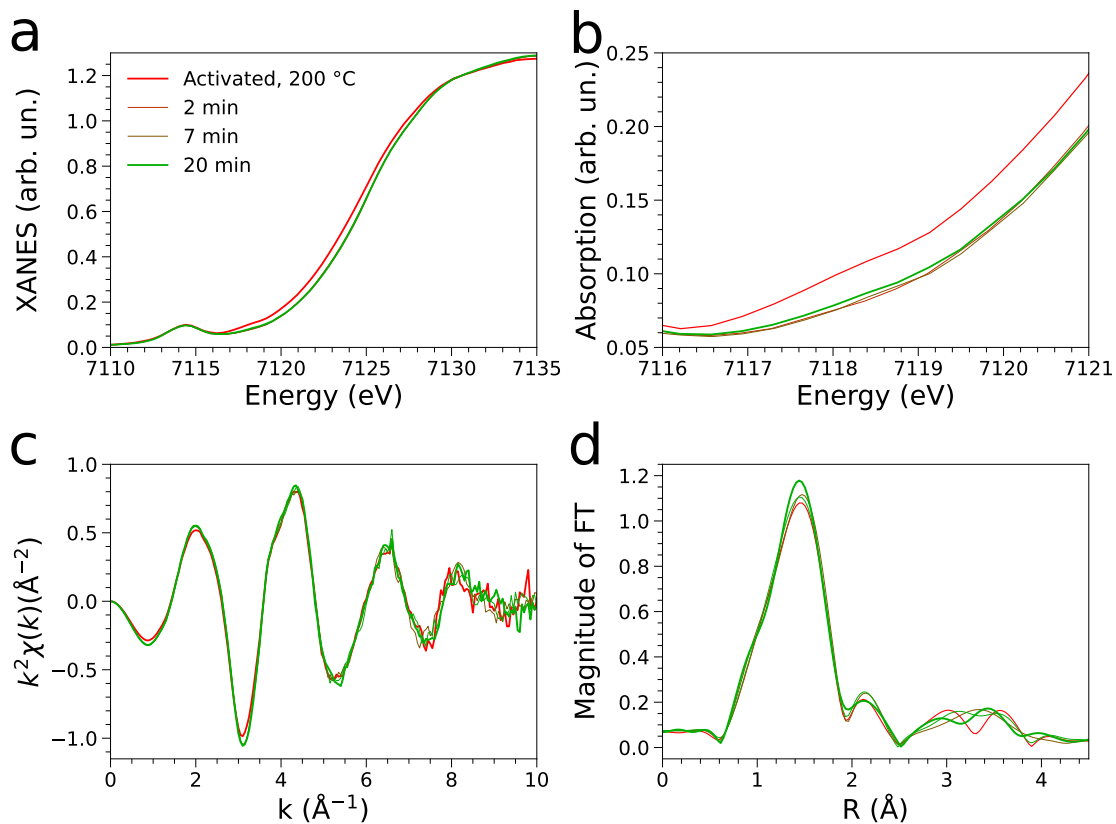 a
XANES (arb. un.)
1.2
1.0
0.8
0.6
0.4
0.2
0.0
Activated, 200 °C
2 min
7 min
20 min
7110 7115 7120 7125 7130 7135
Energy (eV)
b
Absorption (arb. un.)
0.25
0.20
0.15
0.10
0.05
7116 7117 7118 7119 7120 7121
Energy (eV)
c
k²χ(k)(Å⁻²)
1.0
0.5
0.0
−0.5
−1.0
0 2 4 6 8 10
k (Å⁻¹)
d
Magnitude of FT
1.2
1.0
0.8
0.6
0.4
0.2
0.0
0 1 2 3 4
R (Å)